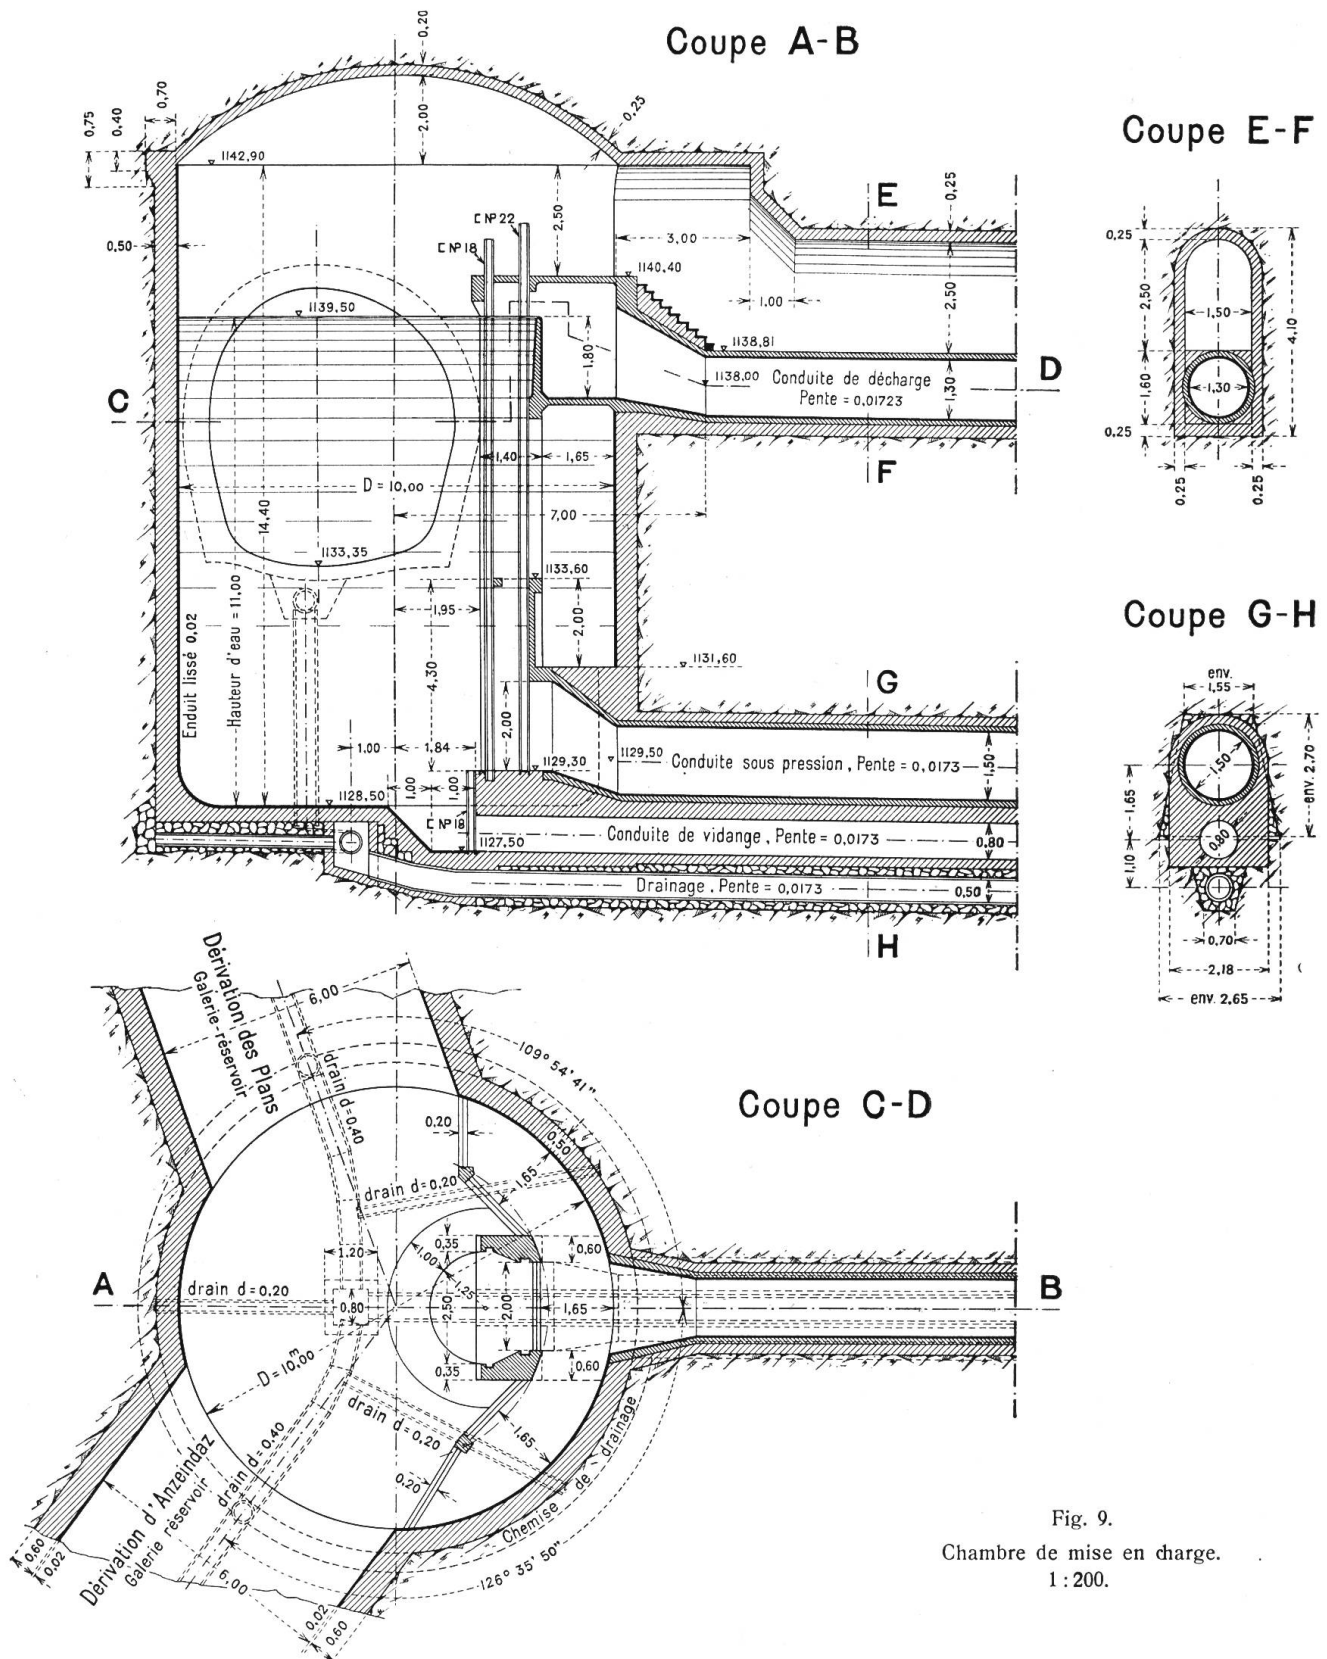 Coupe A-B
0,20
0,70
0,75
0,40
2,00
0,25
1142,90
0,50
2,50
⊏ Nº 22
⊏ Nº 18
3,00
E
0,25
1140,40
1,00
2,50
1139,50
1,80
1138,81
1138,00
Conduite de décharge
Pente = 0,01723
1,30
D
C
1,40
1,65
D = 10,00
F
7,00
14,40
1133,35
1133,60
1,95
2,00
Enduit lissé 0,02
Hauteur d'eau = 11,00
4,30
1131,60
G
2,00
1,00
1,84
1129,50
Conduite sous pression, Pente = 0,0173
1,50
1129,30
1128,50
1,00
1,00
⊏ Nº 18
1127,50
Conduite de vidange, Pente = 0,0173
0,80
Drainage, Pente = 0,0173
0,50
H
Coupe E-F
0,25
2,50
1,50
4,10
1,60
1,30
0,25
0,25
0,25
Coupe G-H
env.
1,55
1,50
env. 2,70
1,65
0,80
1,10
0,70
2,18
env. 2,65
Coupe C-D
Dérivation des Plans
Galerie-réservoir
6,00
drain d=0,40
109° 54' 41"
0,20
0,50
1,65
drain d=0,20
A
1,20
0,35
1,00
0,60
drain d=0,20
0,80
2,50
1,25
2,00
1,65
B
D = 10,00 m
0,35
0,60
drain d=0,20
1,65
drain d=0,40
0,20
Chemise de drainage
Dérivation d'Anzeindaz
Galerie réservoir
126° 35' 50"
6,00
0,60
0,02
0,02
0,60
Fig. 9.
Chambre de mise en charge.
1:200.